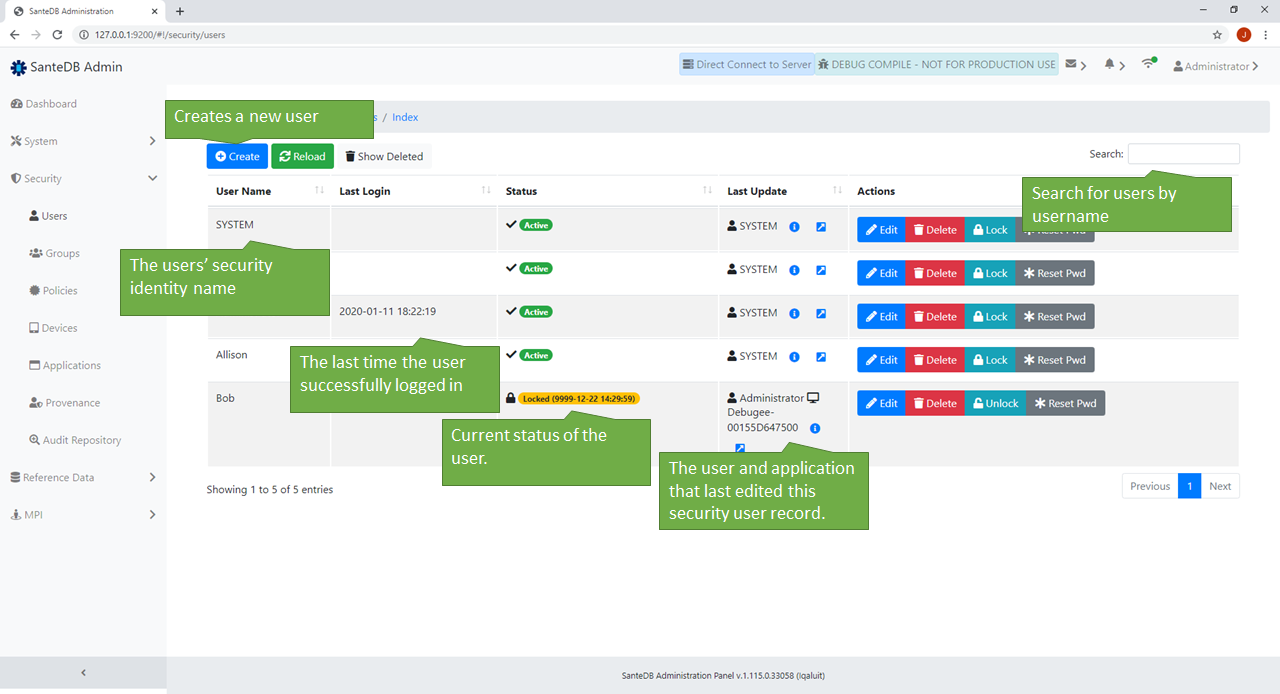 SanteDB Administration
127.0.0.1:9200/#!/security/users
J
SanteDB Admin
Direct Connect to Server
DEBUG COMPILE - NOT FOR PRODUCTION USE
Administrator
Dashboard
System
Security
Users
Groups
Policies
Devices
Applications
Provenance
Audit Repository
Reference Data
MPI
Creates a new user
/ Index
Create Reload Show Deleted
Search:
Search for users by
username
User Name Last Login Status Last Update Actions
SYSTEM Active SYSTEM Edit Delete Lock
The users’ security
identity name
Active SYSTEM Edit Delete Lock Reset Pwd
2020-01-11 18:22:19 Active SYSTEM Edit Delete Lock Reset Pwd
Allison Active SYSTEM Edit Delete Lock Reset Pwd
The last time the user
successfully logged in
Bob Locked (9999-12-22 14:29:59) Administrator Edit Delete Unlock Reset Pwd
Debugee-
00155D647500
Current status of the
user.
The user and application
that last edited this
security user record.
Showing 1 to 5 of 5 entries
Previous 1 Next
SanteDB Administration Panel v.1.115.0.33058 (Iqaluit)